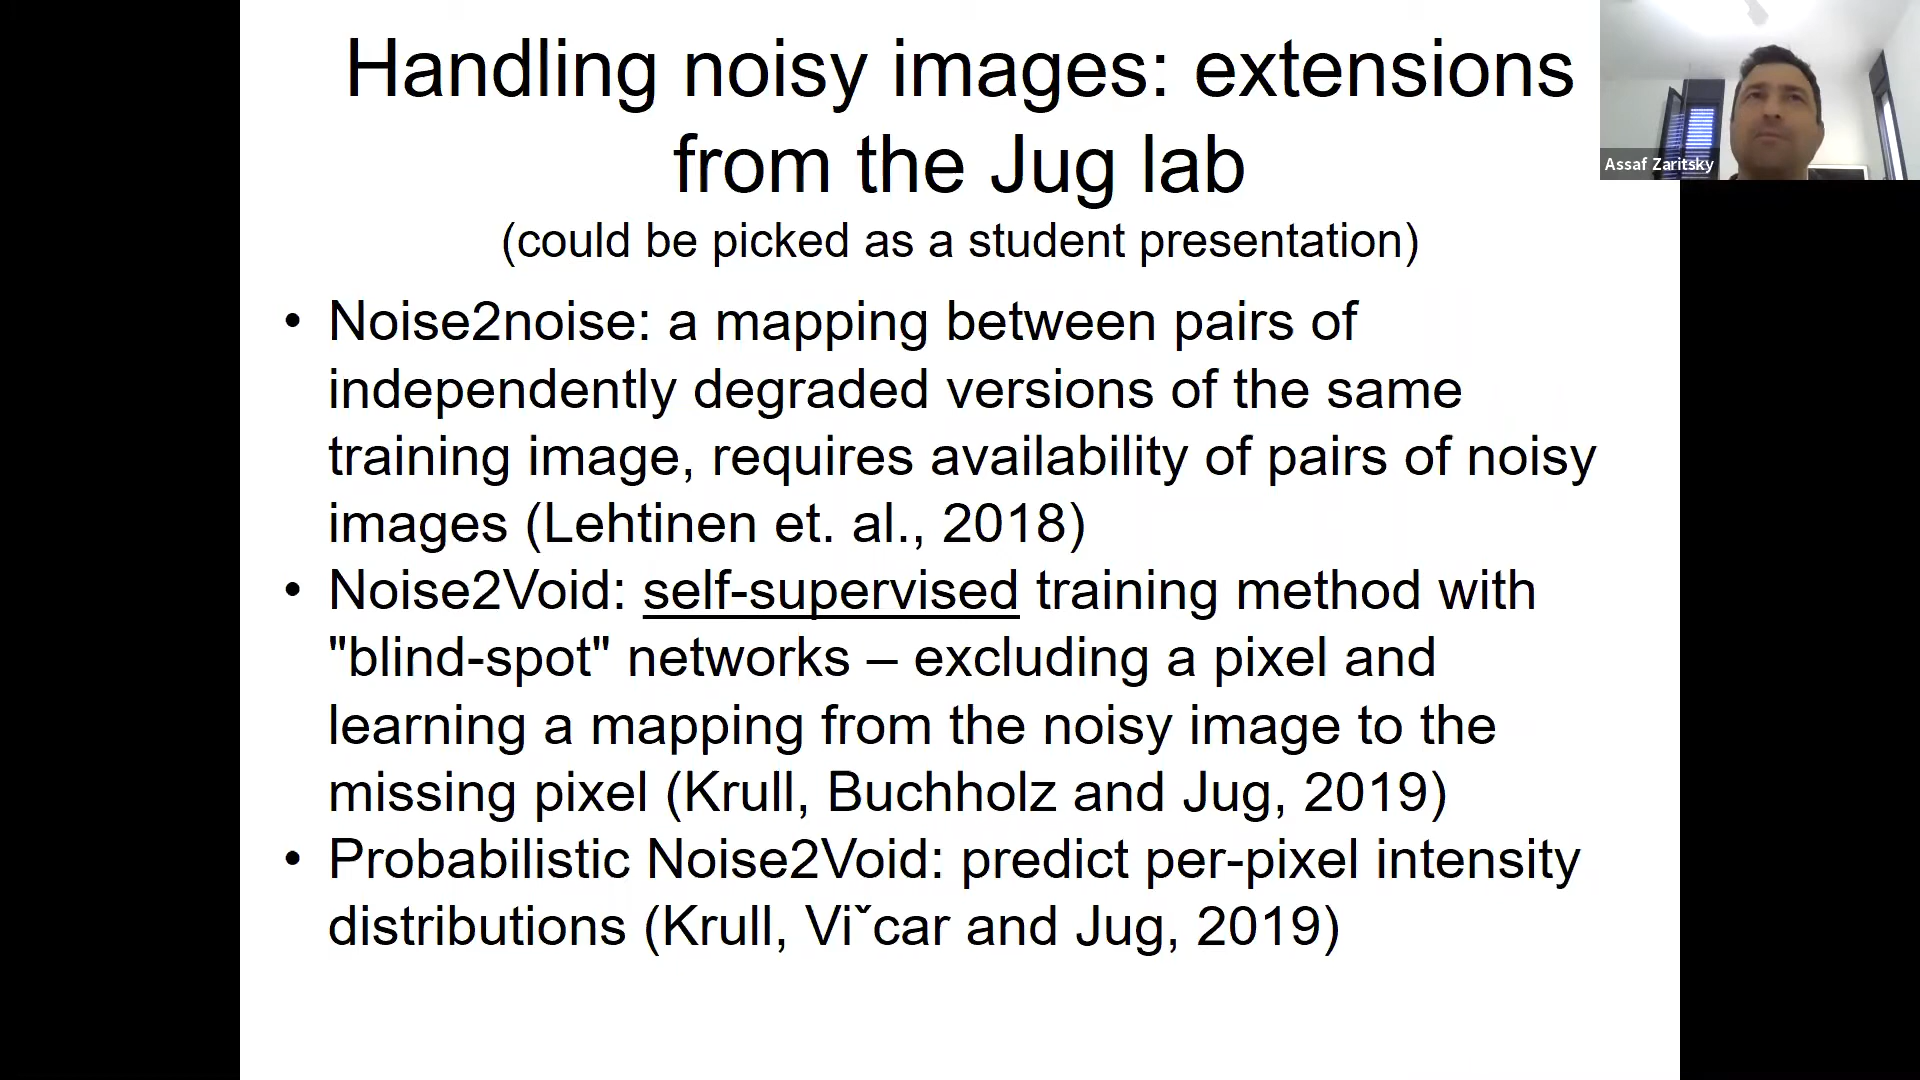 Handling noisy images: extensions
from the Jug lab
(could be picked as a student presentation)
Assaf Zaritsky
• Noise2noise: a mapping between pairs of
independently degraded versions of the same
training image, requires availability of pairs of noisy
images (Lehtinen et. al., 2018)
• Noise2Void: self-supervised training method with
"blind-spot" networks – excluding a pixel and
learning a mapping from the noisy image to the
missing pixel (Krull, Buchholz and Jug, 2019)
• Probabilistic Noise2Void: predict per-pixel intensity
distributions (Krull, Viˇcar and Jug, 2019)